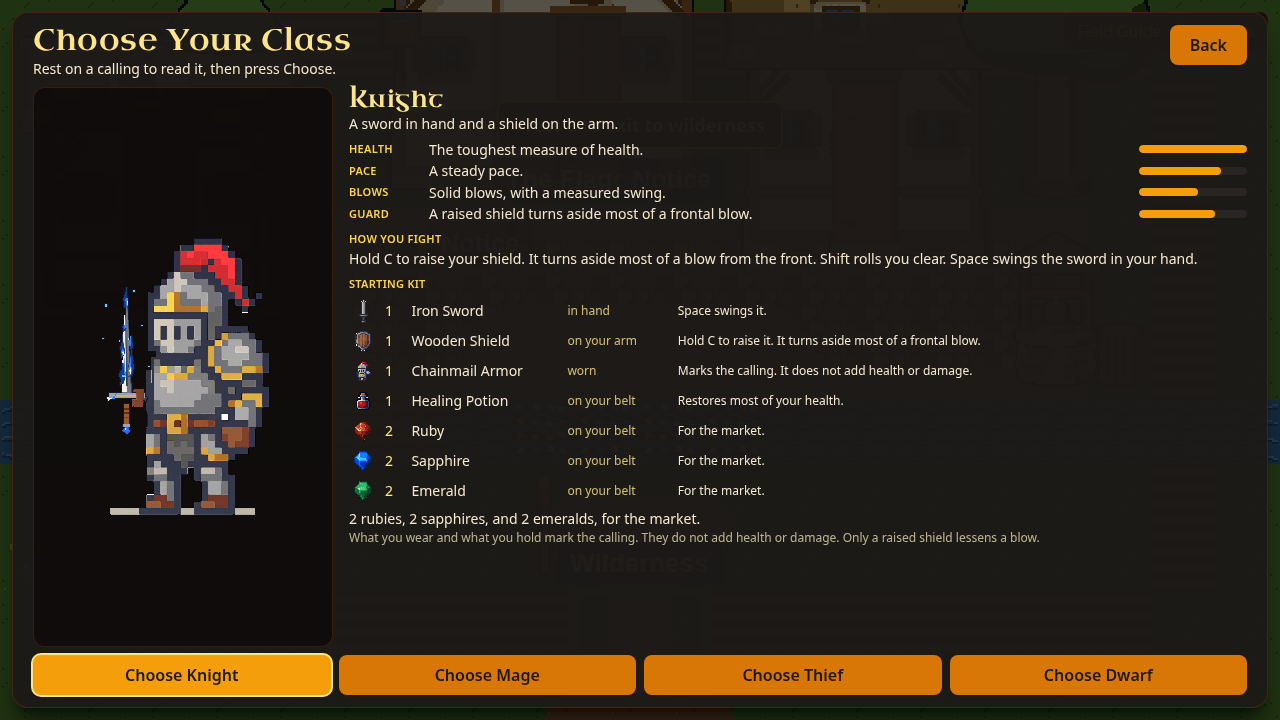 Choose Your Class
Rest on a calling to read it, then press Choose.
Back
Knight
A sword in hand and a shield on the arm.
HEALTH The toughest measure of health.
PACE A steady pace.
BLOWS Solid blows, with a measured swing.
GUARD A raised shield turns aside most of a frontal blow.
HOW YOU FIGHT
Hold C to raise your shield. It turns aside most of a blow from the front. Shift rolls you clear. Space swings the sword in your hand.
STARTING KIT
1 Iron Sword in hand Space swings it.
1 Wooden Shield on your arm Hold C to raise it. It turns aside most of a frontal blow.
1 Chainmail Armor worn Marks the calling. It does not add health or damage.
1 Healing Potion on your belt Restores most of your health.
2 Ruby on your belt For the market.
2 Sapphire on your belt For the market.
2 Emerald on your belt For the market.
2 rubies, 2 sapphires, and 2 emeralds, for the market.
What you wear and what you hold mark the calling. They do not add health or damage. Only a raised shield lessens a blow.
Wilderness
Choose Knight
Choose Mage
Choose Thief
Choose Dwarf